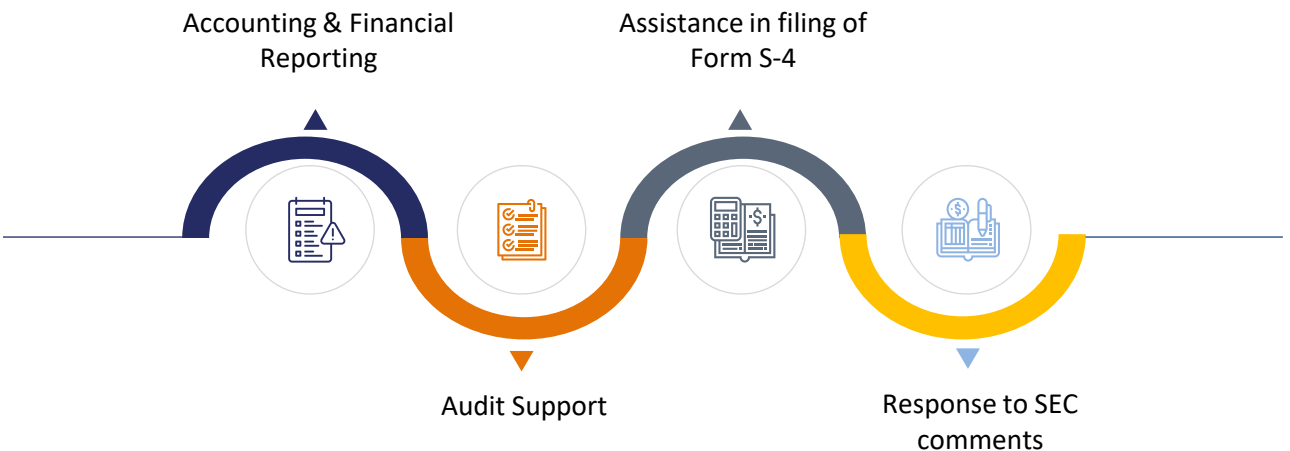 Accounting & Financial
Reporting
Assistance in filing of
Form S-4
Audit Support
Response to SEC
comments